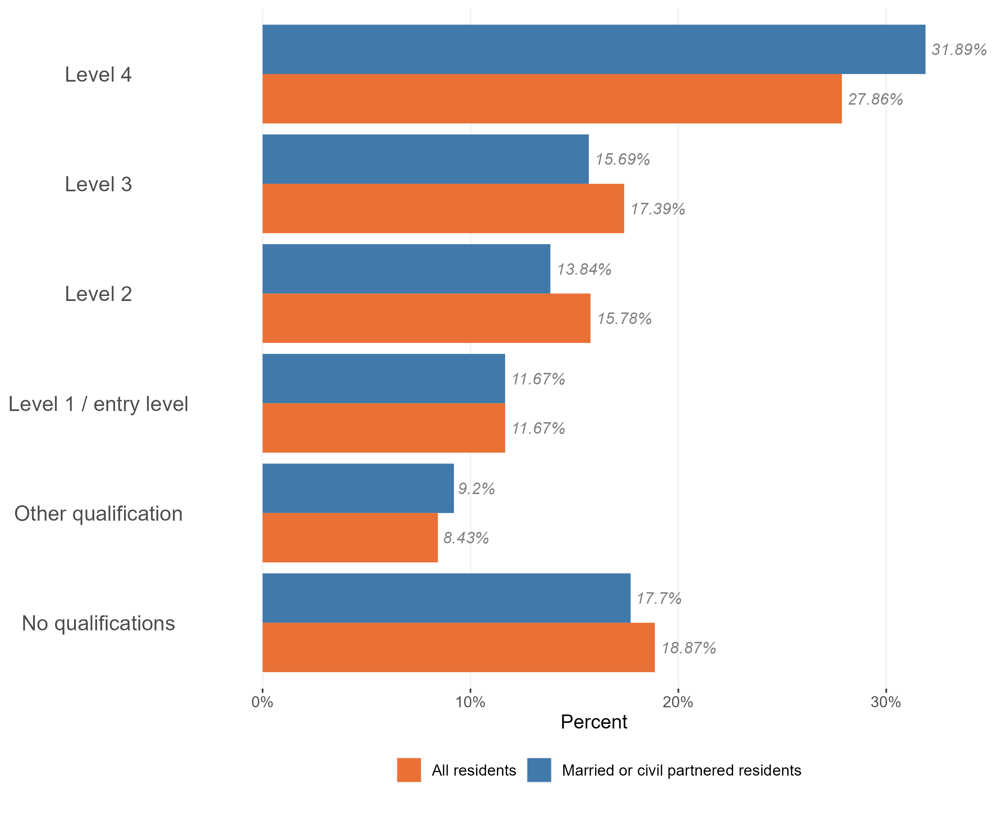 Level 4
31.89%
27.86%
Level 3
15.69%
17.39%
Level 2
13.84%
15.78%
Level 1 / entry level
11.67%
11.67%
Other qualification
9.2%
8.43%
No qualifications
17.7%
18.87%
0% 10% 20% 30%
Percent
All residents Married or civil partnered residents